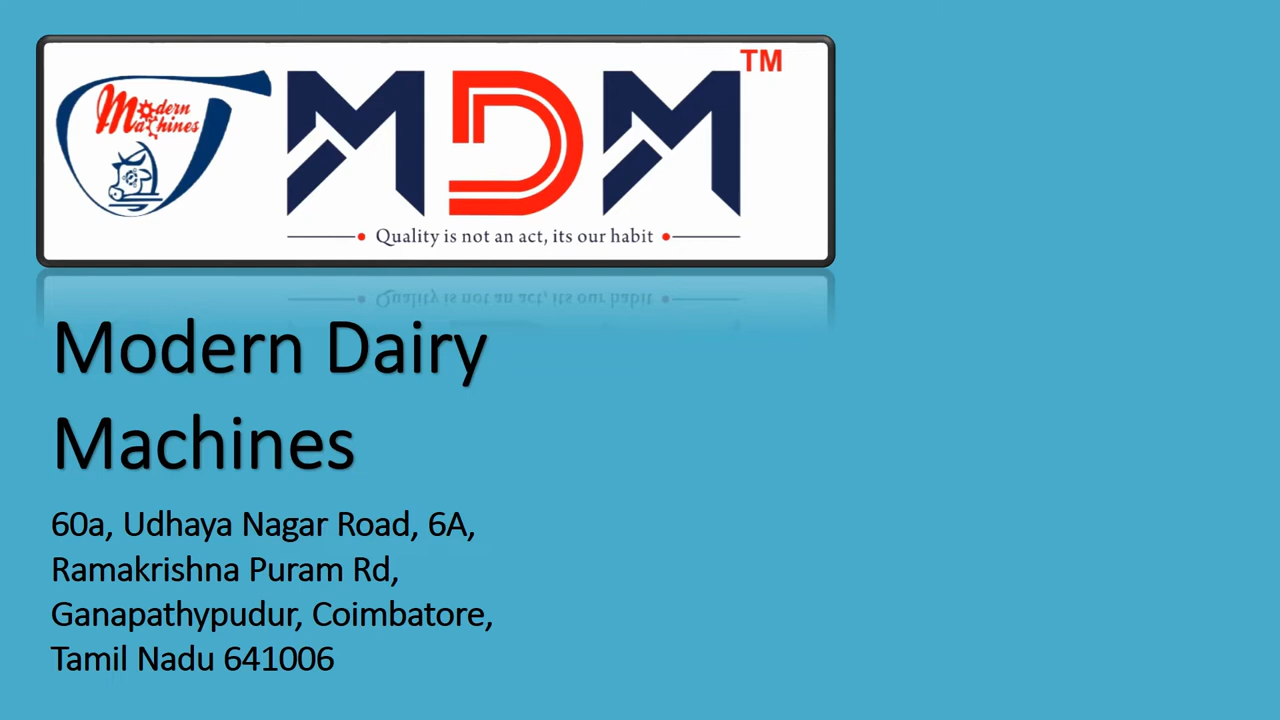 Modern
Machines
MDM
TM
Quality is not an act, its our habit
Modern Dairy
Machines
60a, Udhaya Nagar Road, 6A,
Ramakrishna Puram Rd,
Ganapathypudur, Coimbatore,
Tamil Nadu 641006